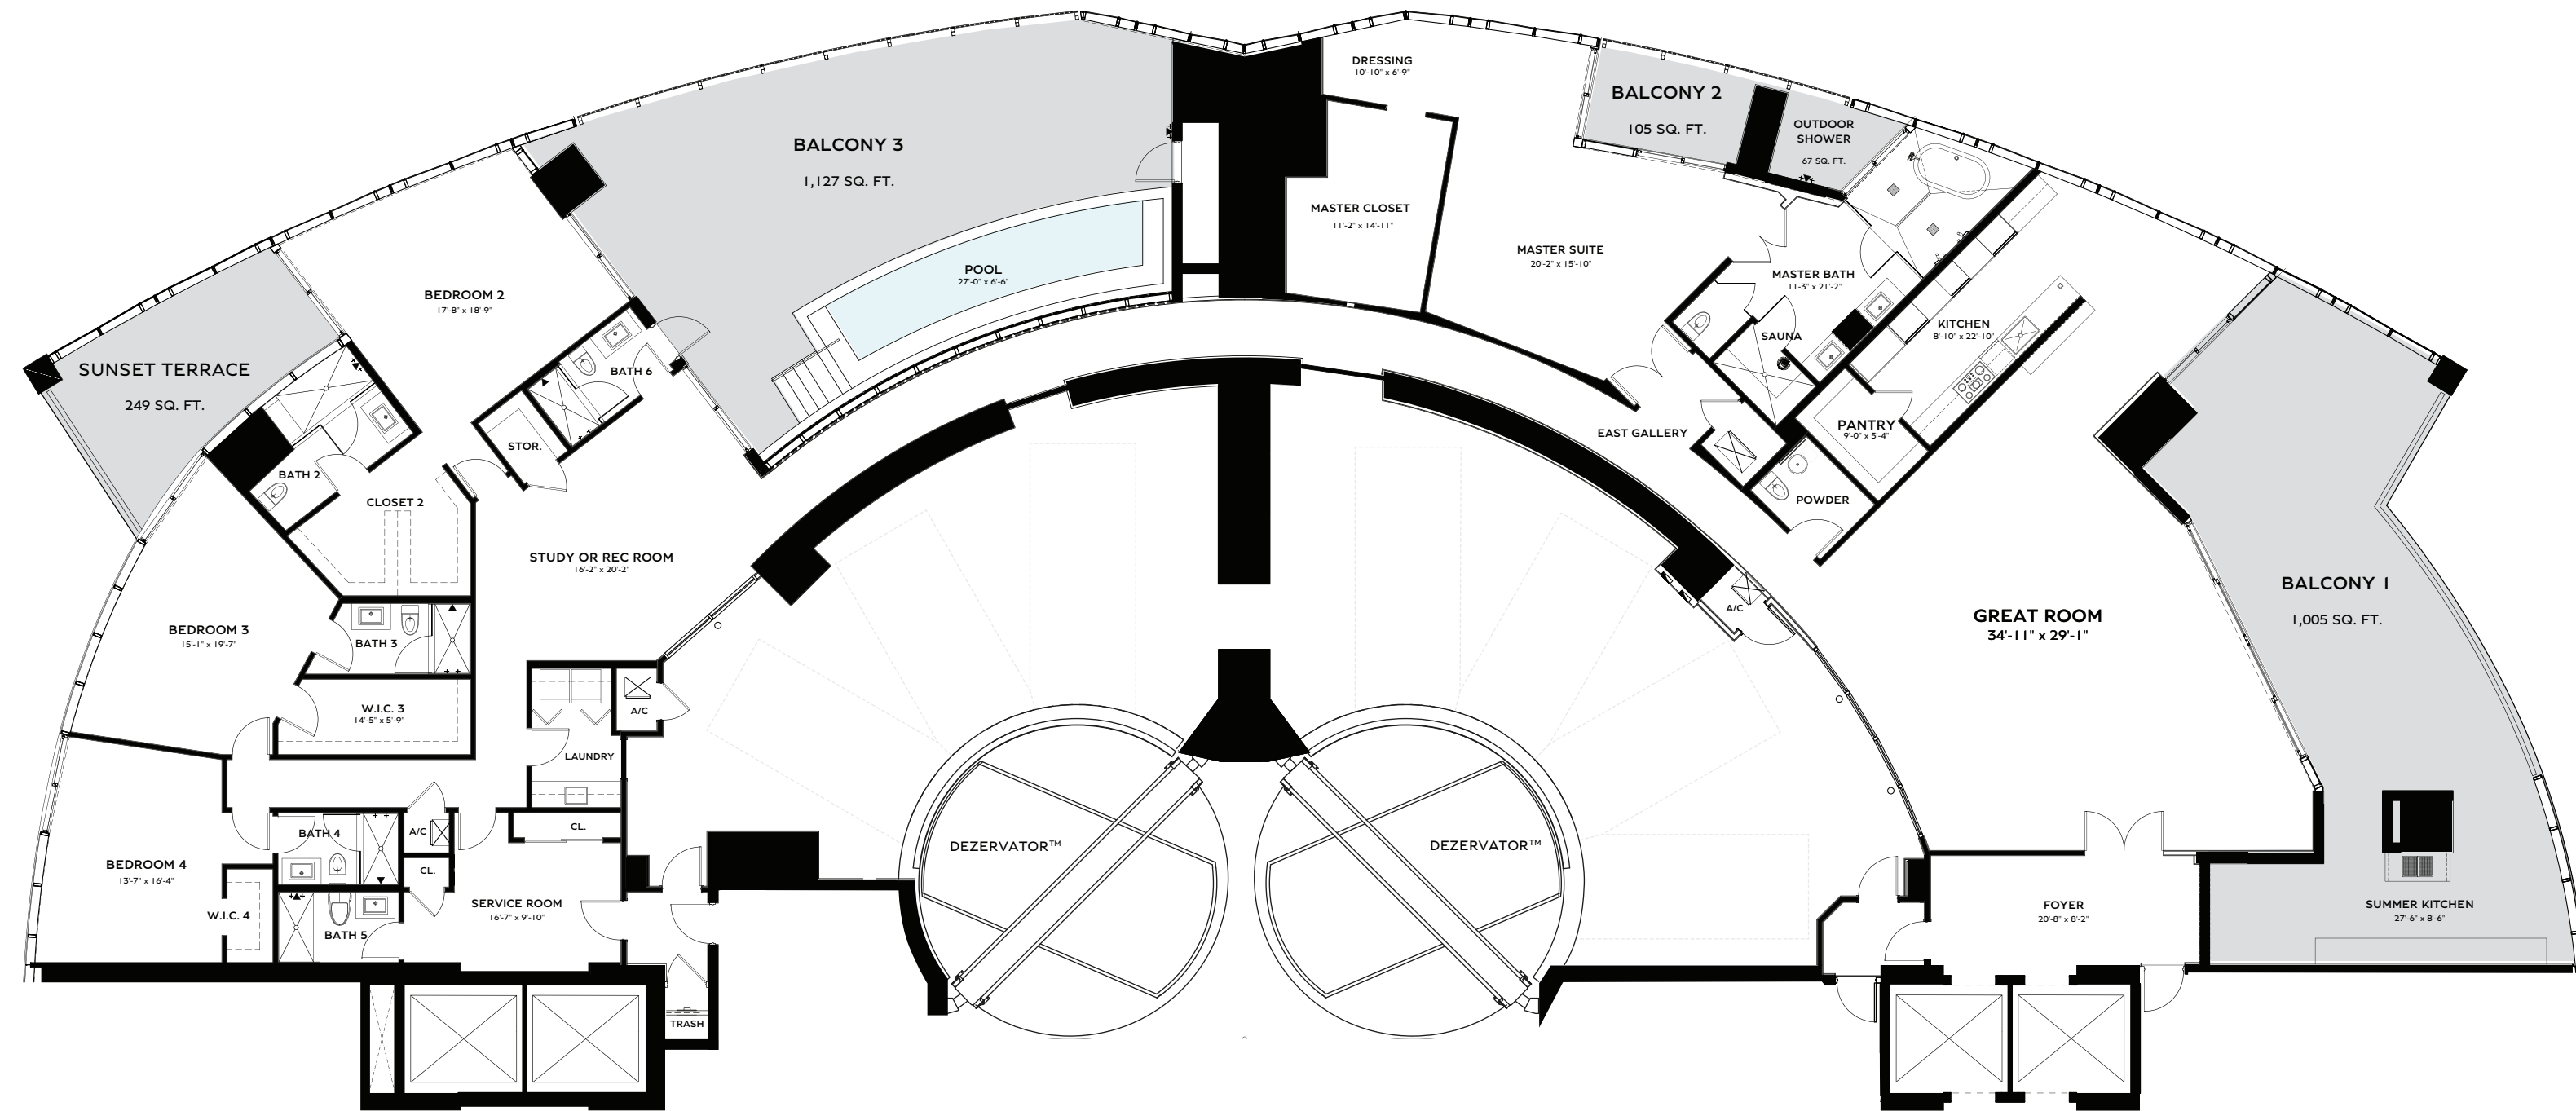 DRESSING
10'-10" x 6'-9"
BALCONY 2
105 SQ. FT.
OUTDOOR
SHOWER
67 SQ. FT.
BALCONY 3
1,127 SQ. FT.
MASTER CLOSET
11'-2" x 14'-11"
MASTER SUITE
20'-2" x 15'-10"
POOL
27'-0" x 6'-6"
MASTER BATH
11'-3" x 21'-2"
BEDROOM 2
17'-8" x 18'-9"
KITCHEN
8'-10" x 22'-10"
SAUNA
SUNSET TERRACE
249 SQ. FT.
BATH 6
PANTRY
9'-0" x 5'-4"
EAST GALLERY
STOR.
BATH 2
CLOSET 2
POWDER
STUDY OR REC ROOM
16'-2" x 20'-2"
BALCONY 1
1,005 SQ. FT.
A/C
GREAT ROOM
34'-11" x 29'-1"
BEDROOM 3
15'-1" x 19'-7"
BATH 3
W.I.C. 3
14'-5" x 5'-9"
A/C
LAUNDRY
CL.
BATH 4
A/C
DEZERVATOR™
DEZERVATOR™
BEDROOM 4
13'-7" x 16'-4"
CL.
SERVICE ROOM
16'-7" x 9'-10"
FOYER
20'-8" x 8'-2"
SUMMER KITCHEN
27'-6" x 8'-6"
W.I.C. 4
BATH 5
TRASH